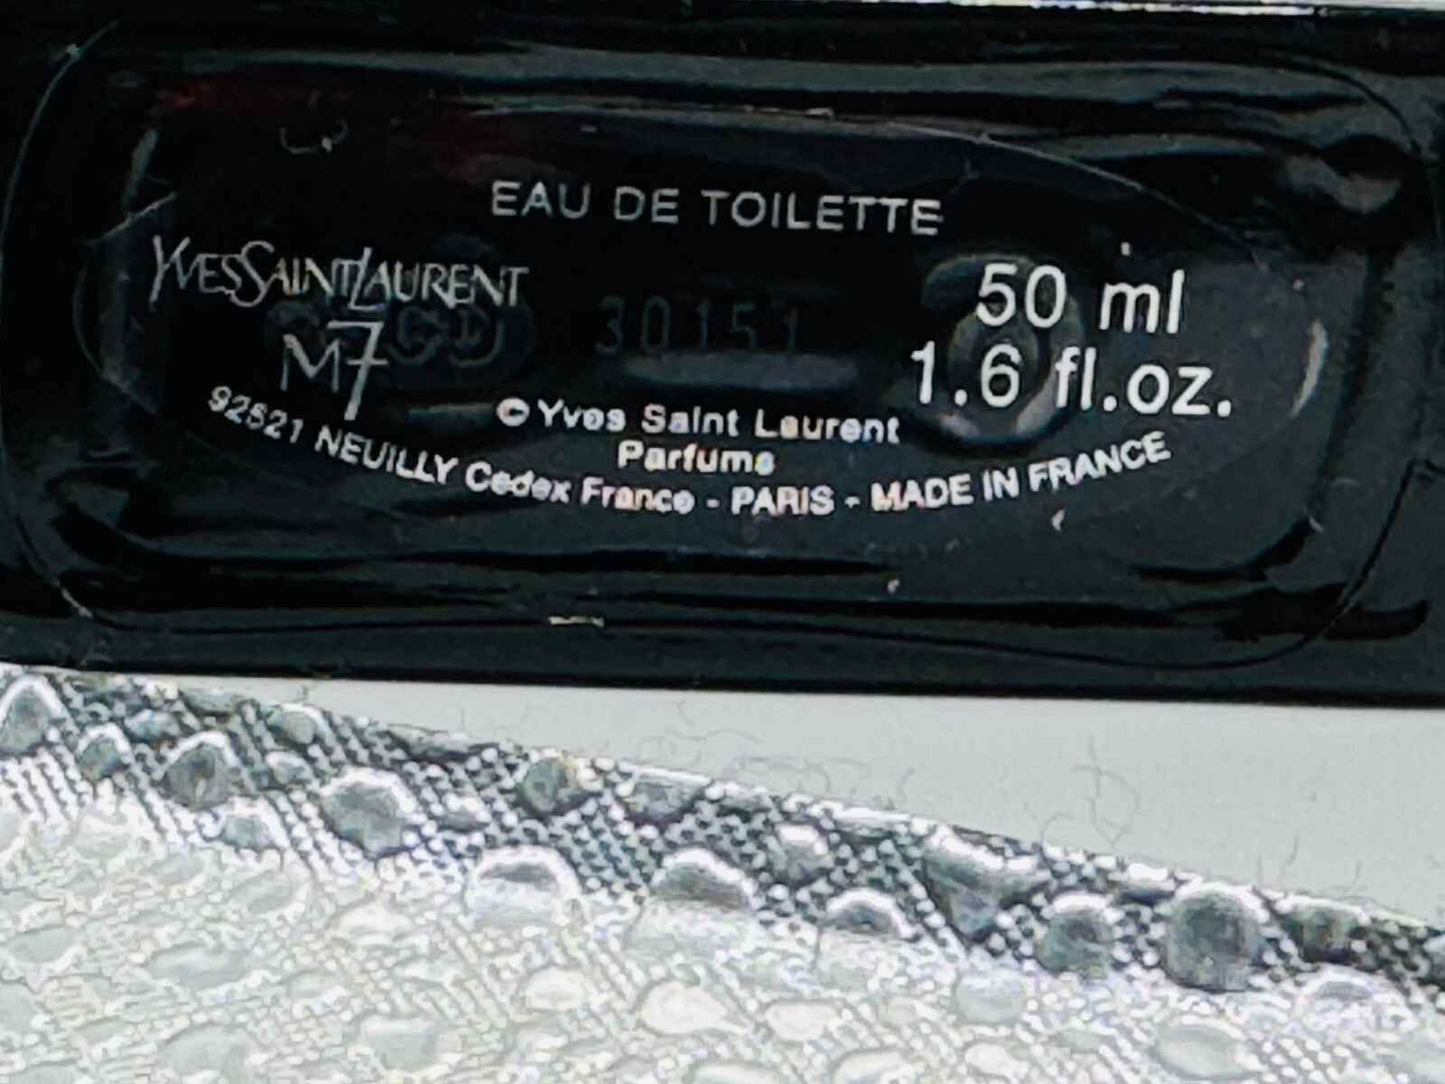 EAU DE TOILETTE
YVESSAINTLAURENT
M7
50 ml
1.6 fl.oz.
30151
© Yves Saint Laurent
Parfums
92521 NEUILLY Cedex France - PARIS - MADE IN FRANCE